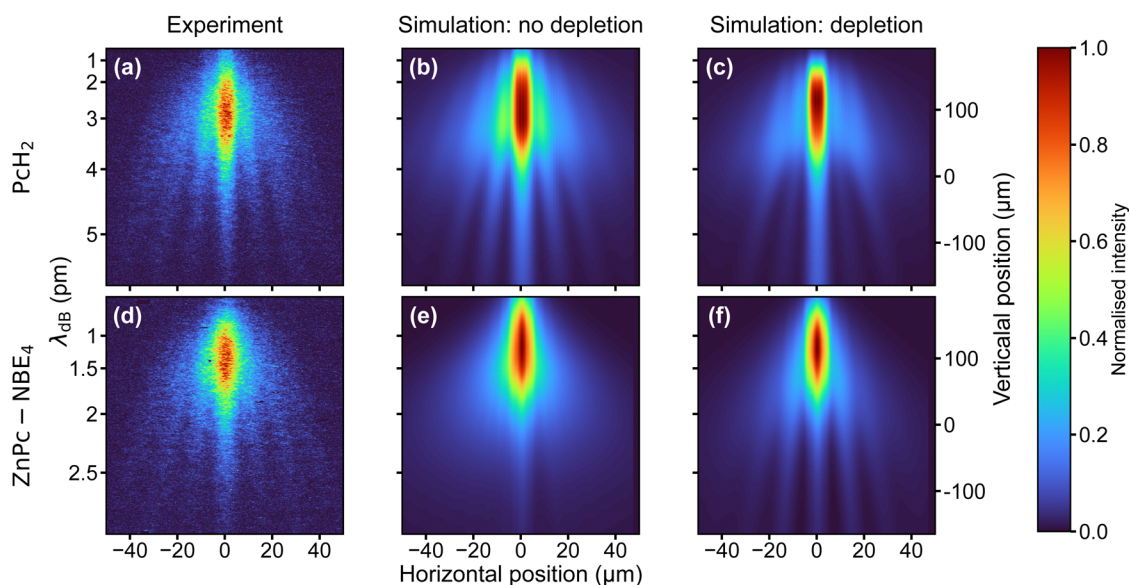 Experiment
Simulation: no depletion
Simulation: depletion
(a)
(b)
(c)
(d)
(e)
(f)
PcH₂
ZnPc − NBE₄
λdB (pm)
1
2
3
4
5
1
1.5
2
2.5
100
0
−100
100
0
−100
Verticalal position (μm)
−40 −20 0 20 40
−40 −20 0 20 40
−40 −20 0 20 40
Horizontal position (μm)
1.0
0.8
0.6
0.4
0.2
0.0
Normalised intensity